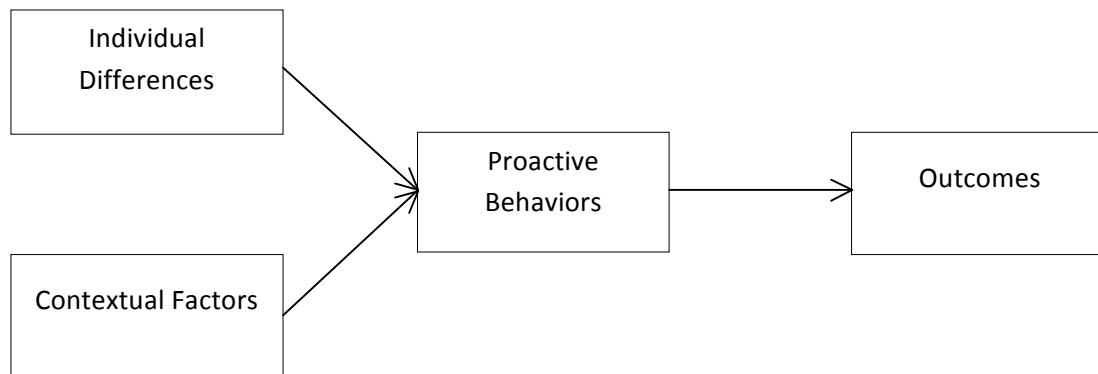 Individual
Differences
Proactive
Behaviors
Outcomes
Contextual Factors